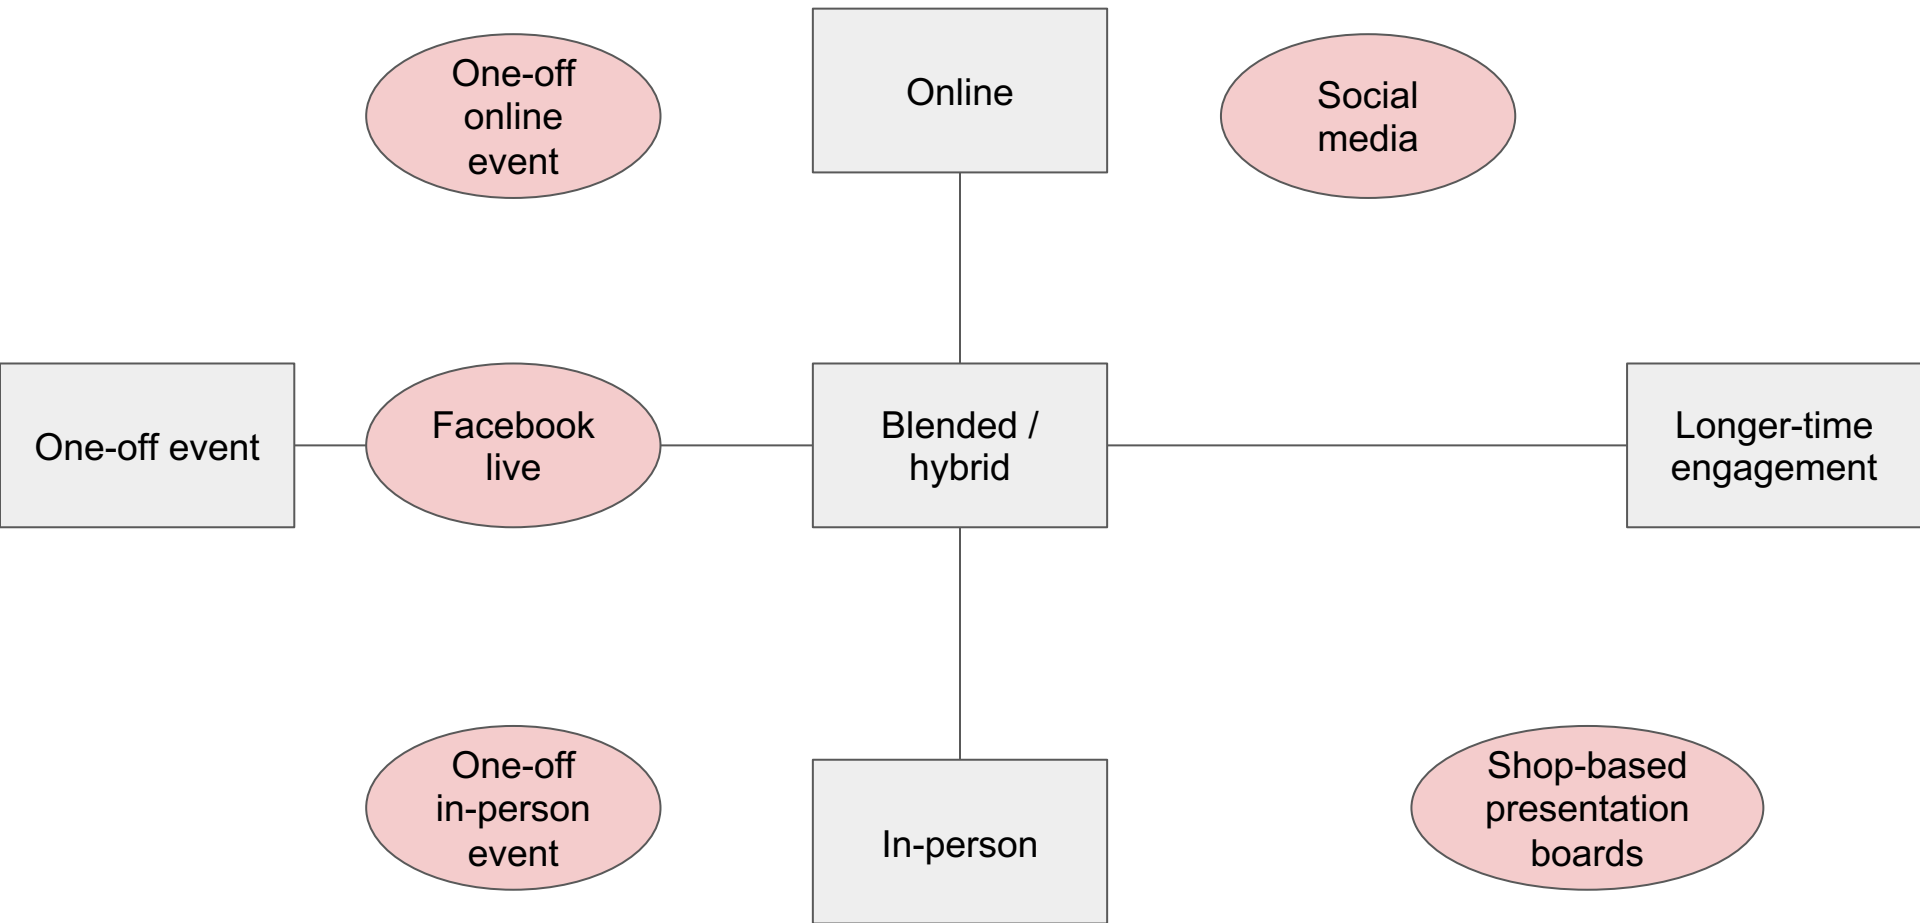 One-off
online
event
Online
Social
media
One-off event
Facebook
live
Blended /
hybrid
Longer-time
engagement
One-off
in-person
event
In-person
Shop-based
presentation
boards